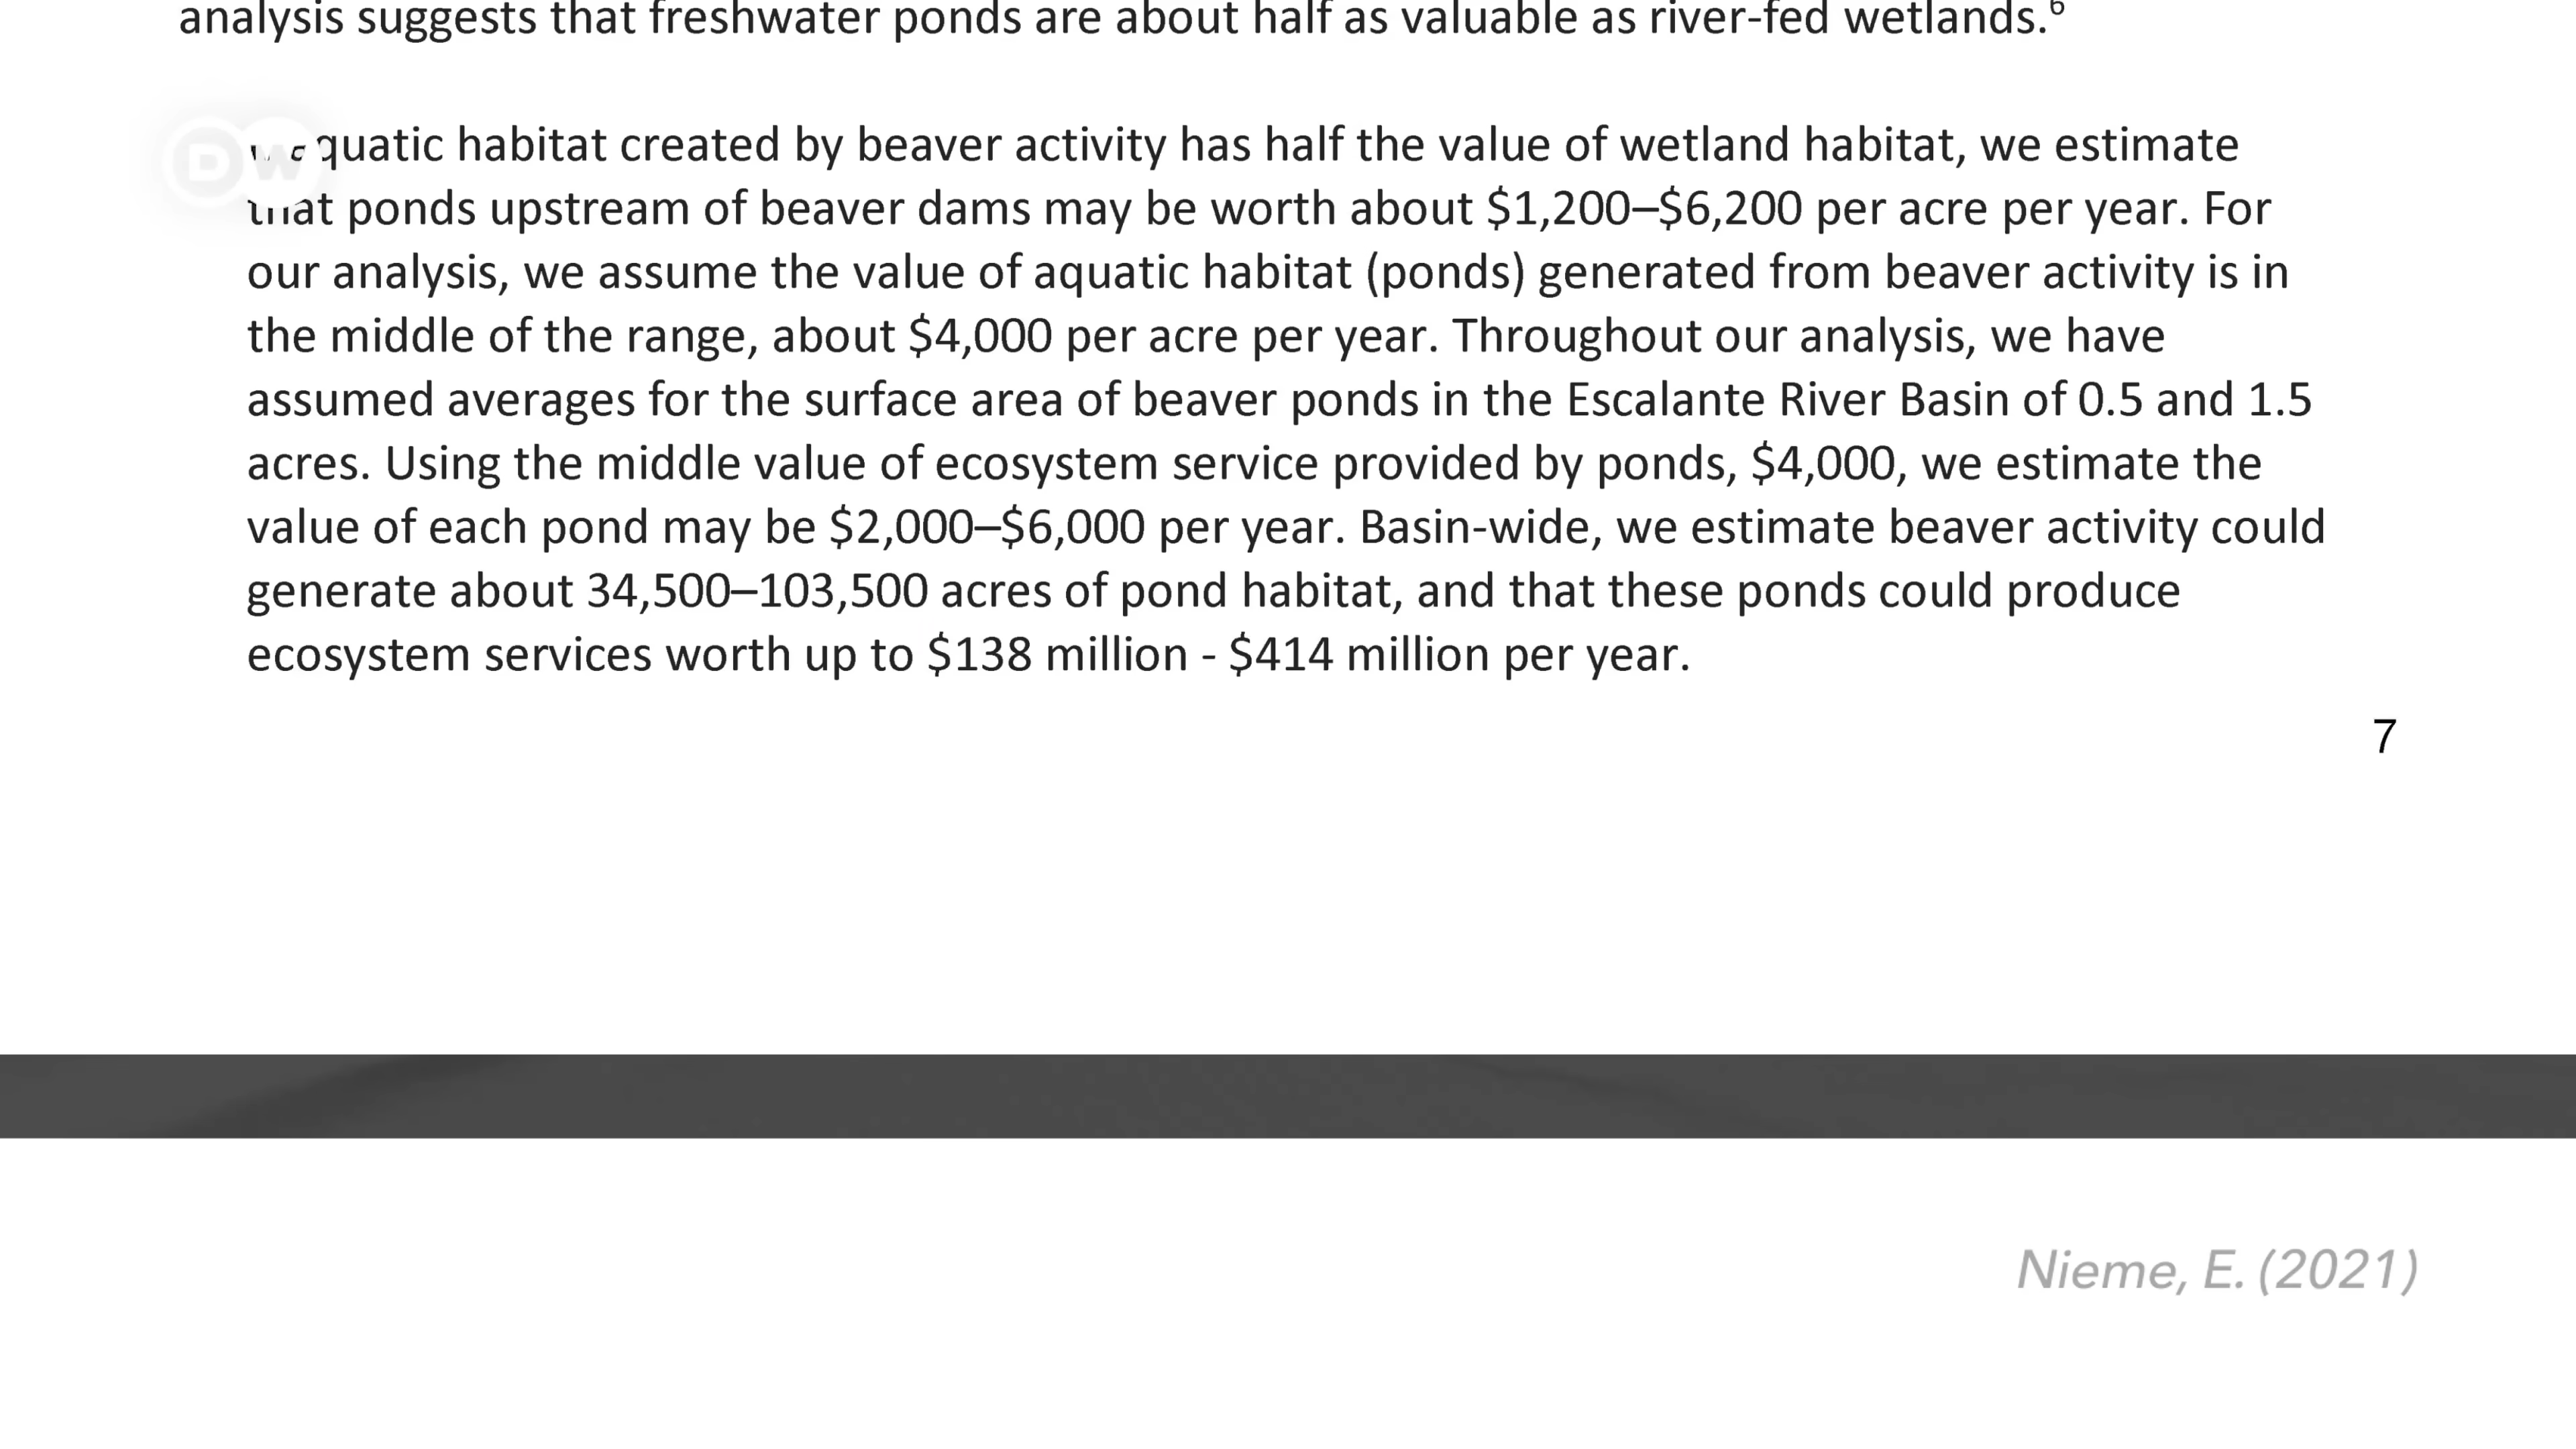 analysis suggests that freshwater ponds are about half as valuable as river-fed wetlands.⁶
DW
aquatic habitat created by beaver activity has half the value of wetland habitat, we estimate
that ponds upstream of beaver dams may be worth about $1,200–$6,200 per acre per year. For
our analysis, we assume the value of aquatic habitat (ponds) generated from beaver activity is in
the middle of the range, about $4,000 per acre per year. Throughout our analysis, we have
assumed averages for the surface area of beaver ponds in the Escalante River Basin of 0.5 and 1.5
acres. Using the middle value of ecosystem service provided by ponds, $4,000, we estimate the
value of each pond may be $2,000–$6,000 per year. Basin-wide, we estimate beaver activity could
generate about 34,500–103,500 acres of pond habitat, and that these ponds could produce
ecosystem services worth up to $138 million - $414 million per year.
7
Nieme, E. (2021)